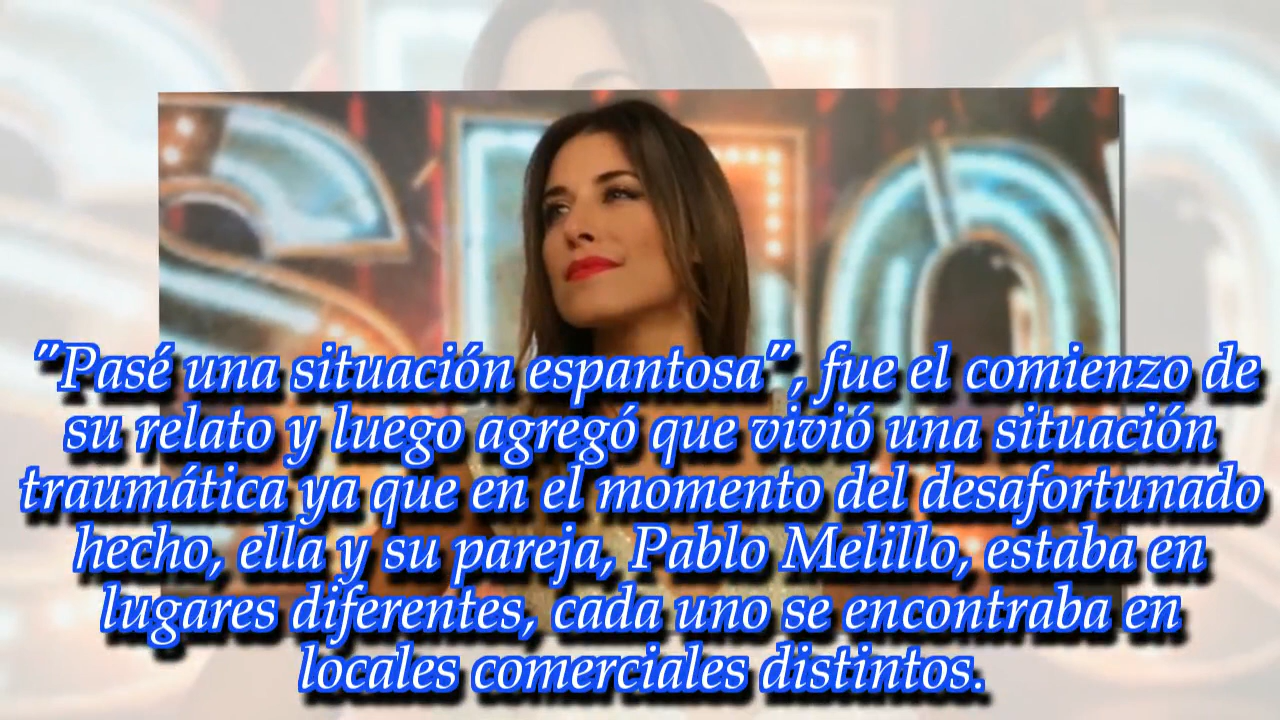 "Pasé una situación espantosa", fue el comienzo de
su relato y luego agregó que vivió una situación
traumática ya que en el momento del desafortunado
hecho, ella y su pareja, Pablo Melillo, estaba en
lugares diferentes, cada uno se encontraba en
locales comerciales distintos.